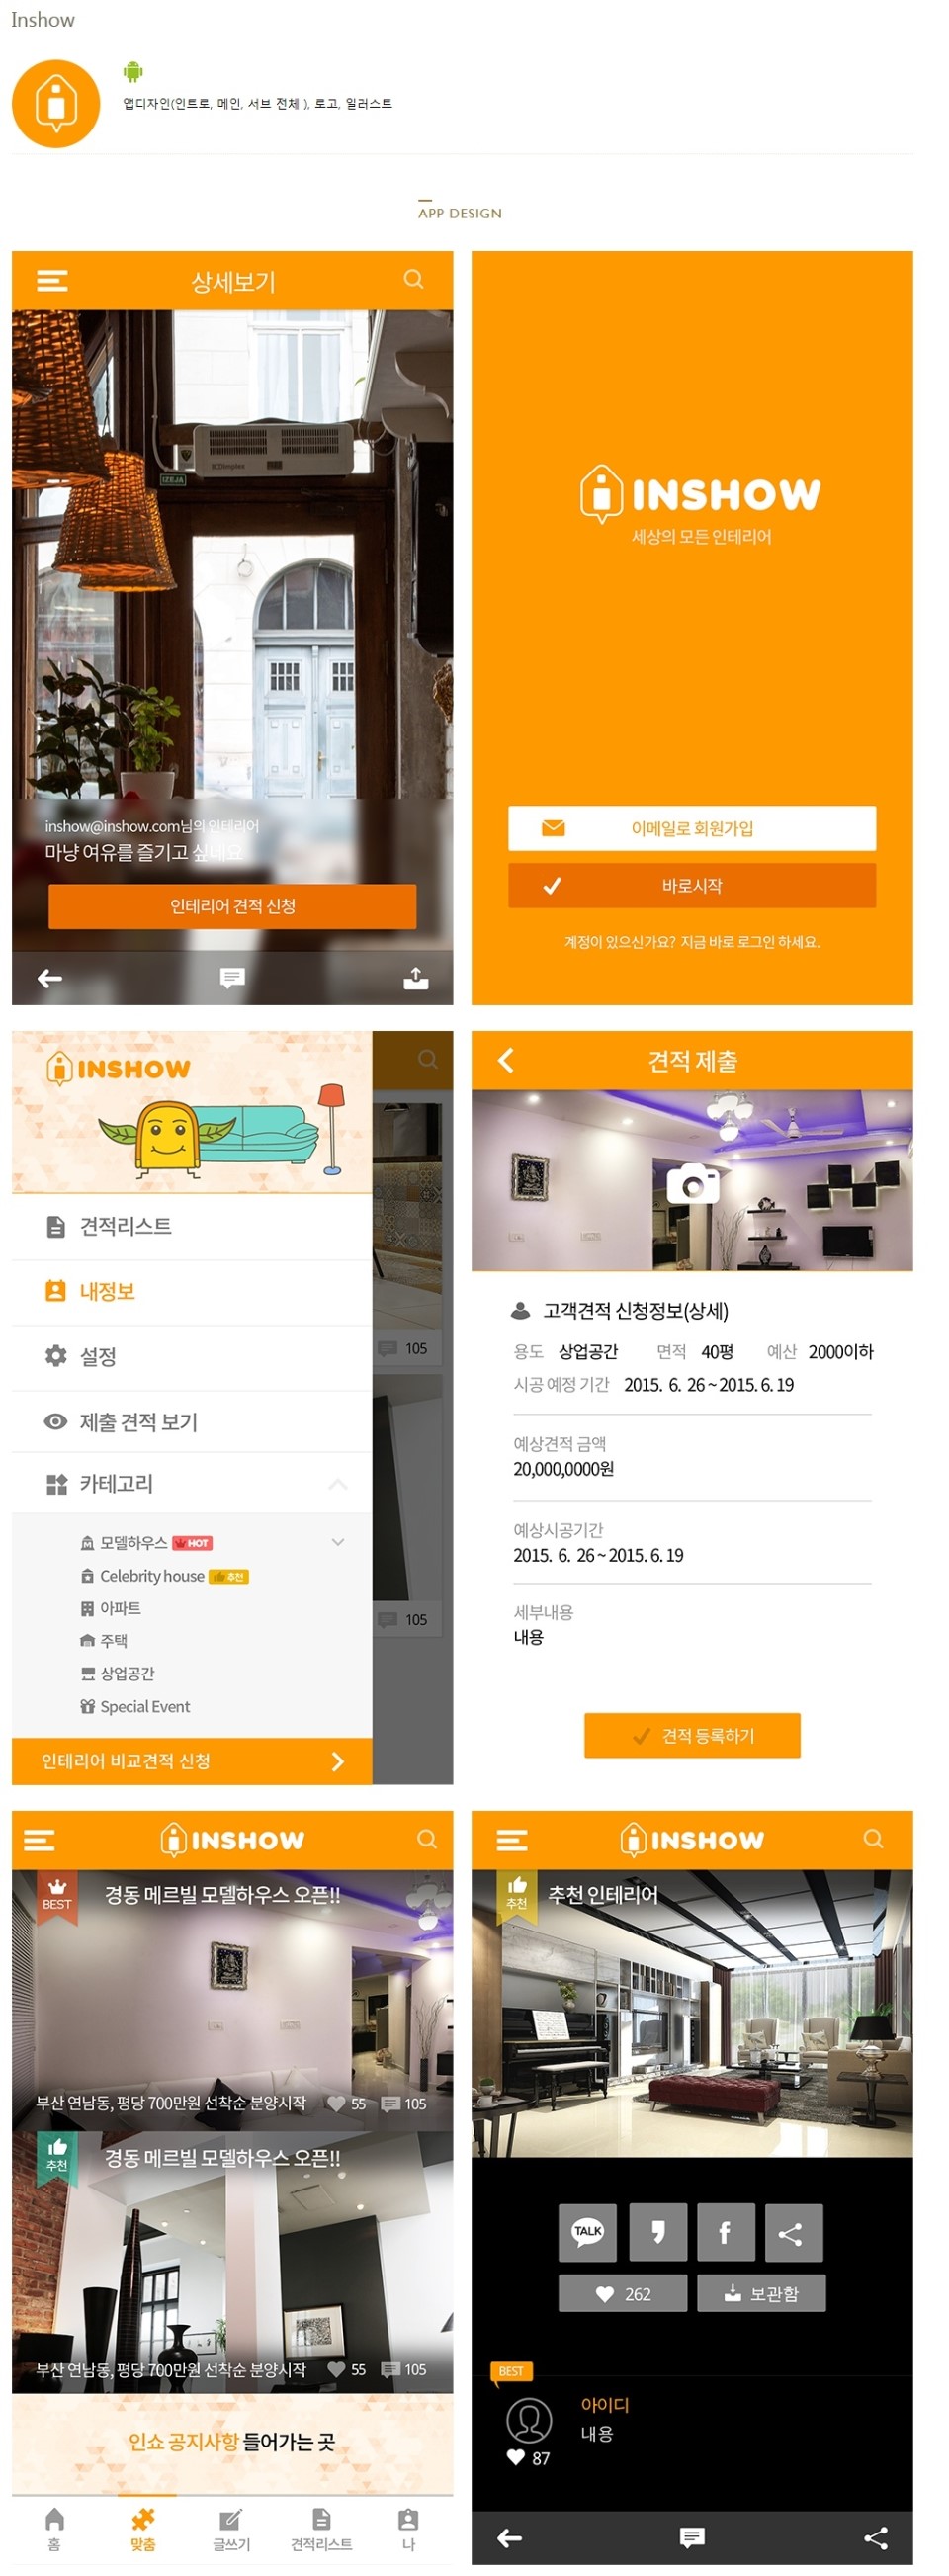 Inshow
앱디자인(인트로, 메인, 서브 전체 ), 로고, 일러스트
APP DESIGN
상세보기
Dimplex
IZEJA
inshow@inshow.com님의 인테리어
마냥 여유를 즐기고 싶네요
인테리어 견적 신청
INSHOW
세상의 모든 인테리어
이메일로 회원가입
바로시작
계정이 있으신가요? 지금 바로 로그인 하세요.
INSHOW
견적리스트
내정보
설정
제출 견적 보기
카테고리
모델하우스 HOT
Celebrity house 추천
아파트
주택
상업공간
Special Event
인테리어 비교견적 신청
105
105
견적 제출
고객견적 신청정보(상세)
용도 상업공간 면적 40평 예산 2000이하
시공 예정 기간 2015. 6. 26 ~ 2015. 6. 19
예상견적 금액
20,000,0000원
예상시공기간
2015. 6. 26 ~ 2015. 6. 19
세부내용
내용
견적 등록하기
INSHOW
BEST
경동 메르빌 모델하우스 오픈!!
부산 연남동, 평당 700만원 선착순 분양시작 55 105
추천
경동 메르빌 모델하우스 오픈!!
부산 연남동, 평당 700만원 선착순 분양시작 55 105
인쇼 공지사항 들어가는 곳
홈 맞춤 글쓰기 견적리스트 나
INSHOW
추천
추천 인테리어
TALK
262 보관함
BEST
아이디
내용
87